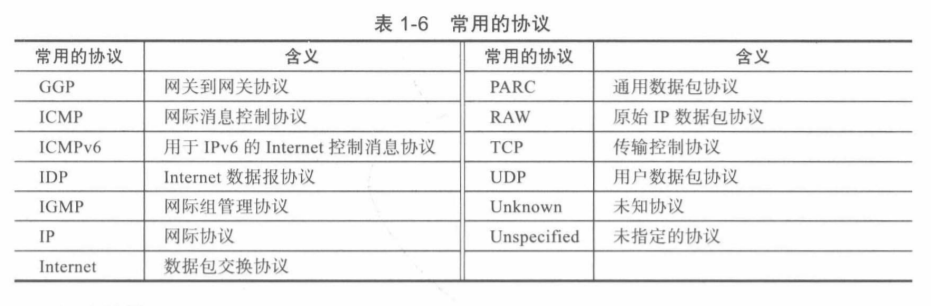 表 1-6 常用的协议
常用的协议 含义 常用的协议 含义
GGP 网关到网关协议 PARC 通用数据包协议
ICMP 网际消息控制协议 RAW 原始 IP 数据包协议
ICMPv6 用于 IPv6 的 Internet 控制消息协议 TCP 传输控制协议
IDP Internet 数据报协议 UDP 用户数据包协议
IGMP 网际组管理协议 Unknown 未知协议
IP 网际协议 Unspecified 未指定的协议
Internet 数据包交换协议